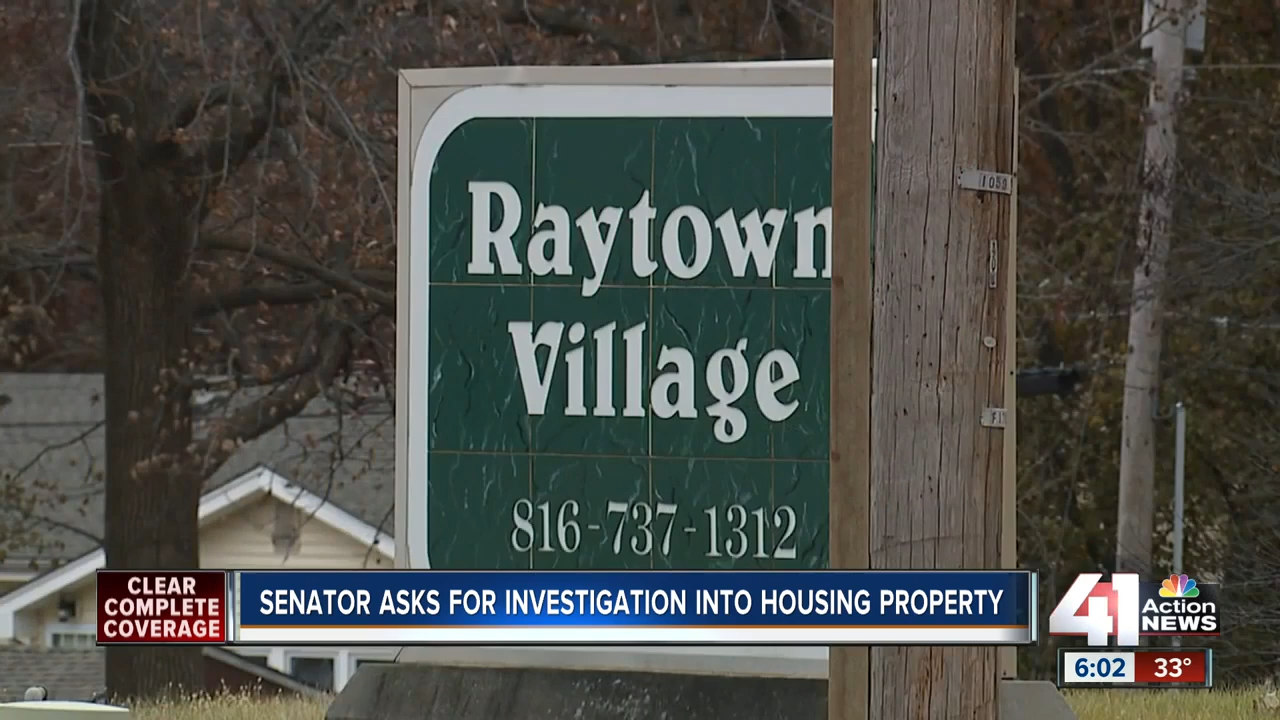 Raytown
Village
816-737-1312
1059
CLEAR
COMPLETE
COVERAGE
SENATOR ASKS FOR INVESTIGATION INTO HOUSING PROPERTY
41
Action
NEWS
6:02
33°